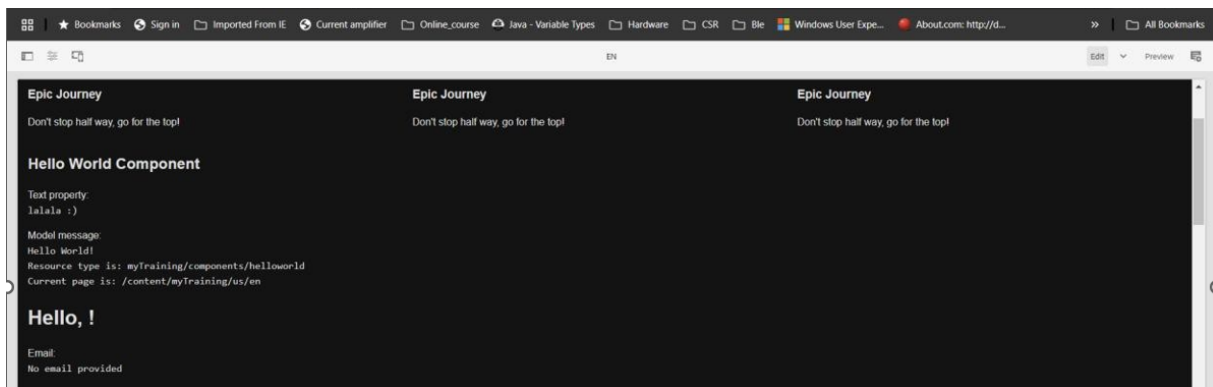 Bookmarks Sign in Imported From IE Current amplifier Online_course Java - Variable Types Hardware CSR Ble Windows User Expe... About.com: http://d... » All Bookmarks
EN Edit Preview
Epic Journey Epic Journey Epic Journey
Don't stop half way, go for the top! Don't stop half way, go for the top! Don't stop half way, go for the top!
Hello World Component
Text property:
lalala :)
Model message:
Hello World!
Resource type is: myTraining/components/helloworld
Current page is: /content/myTraining/us/en
Hello, !
Email:
No email provided